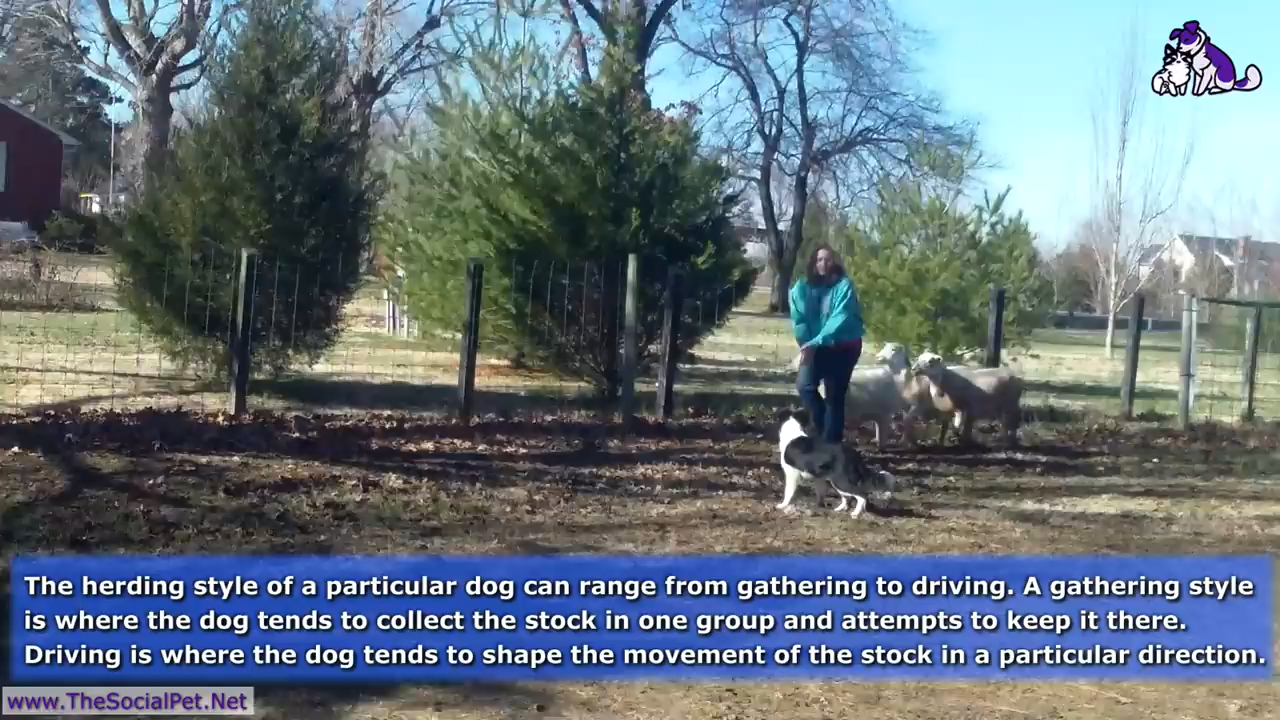 The herding style of a particular dog can range from gathering to driving. A gathering style
is where the dog tends to collect the stock in one group and attempts to keep it there.
Driving is where the dog tends to shape the movement of the stock in a particular direction.
www.TheSocialPet.Net